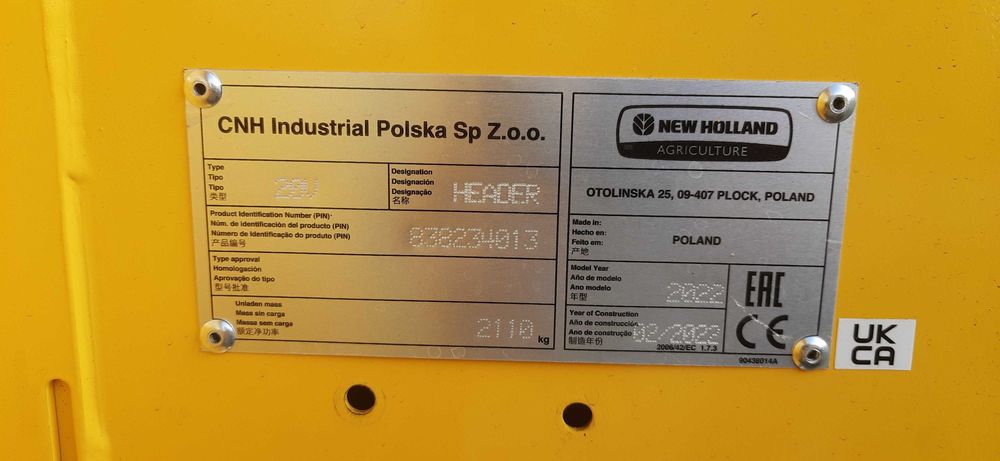 CNH Industrial Polska Sp Z.o.o.
Type
Tipo
Tipo
类型
20V
Designation
Designación
Designação
名称
HEADER
Product Identification Number (PIN)·
Núm. de identificación del producto (PIN)
Número de identificação do produto (PIN)
产品编号
838234013
Type approval
Homologación
Aprovação do tipo
型号批准
Unladen mass
Mass sin carga
Massa sem carga
额定净功率
2110 kg
NEW HOLLAND
AGRICULTURE
OTOLINSKA 25, 09-407 PLOCK, POLAND
Made in:
Hecho en:
Feito em:
产地
POLAND
Model Year
Año de modelo
Ano modelo
年型
2022
Year of Construction
Año de construcción
Ano de construção
制造年份
02/2022
2006/42/EC 1.7.3
EAC
CE
90438014A
UK
CA